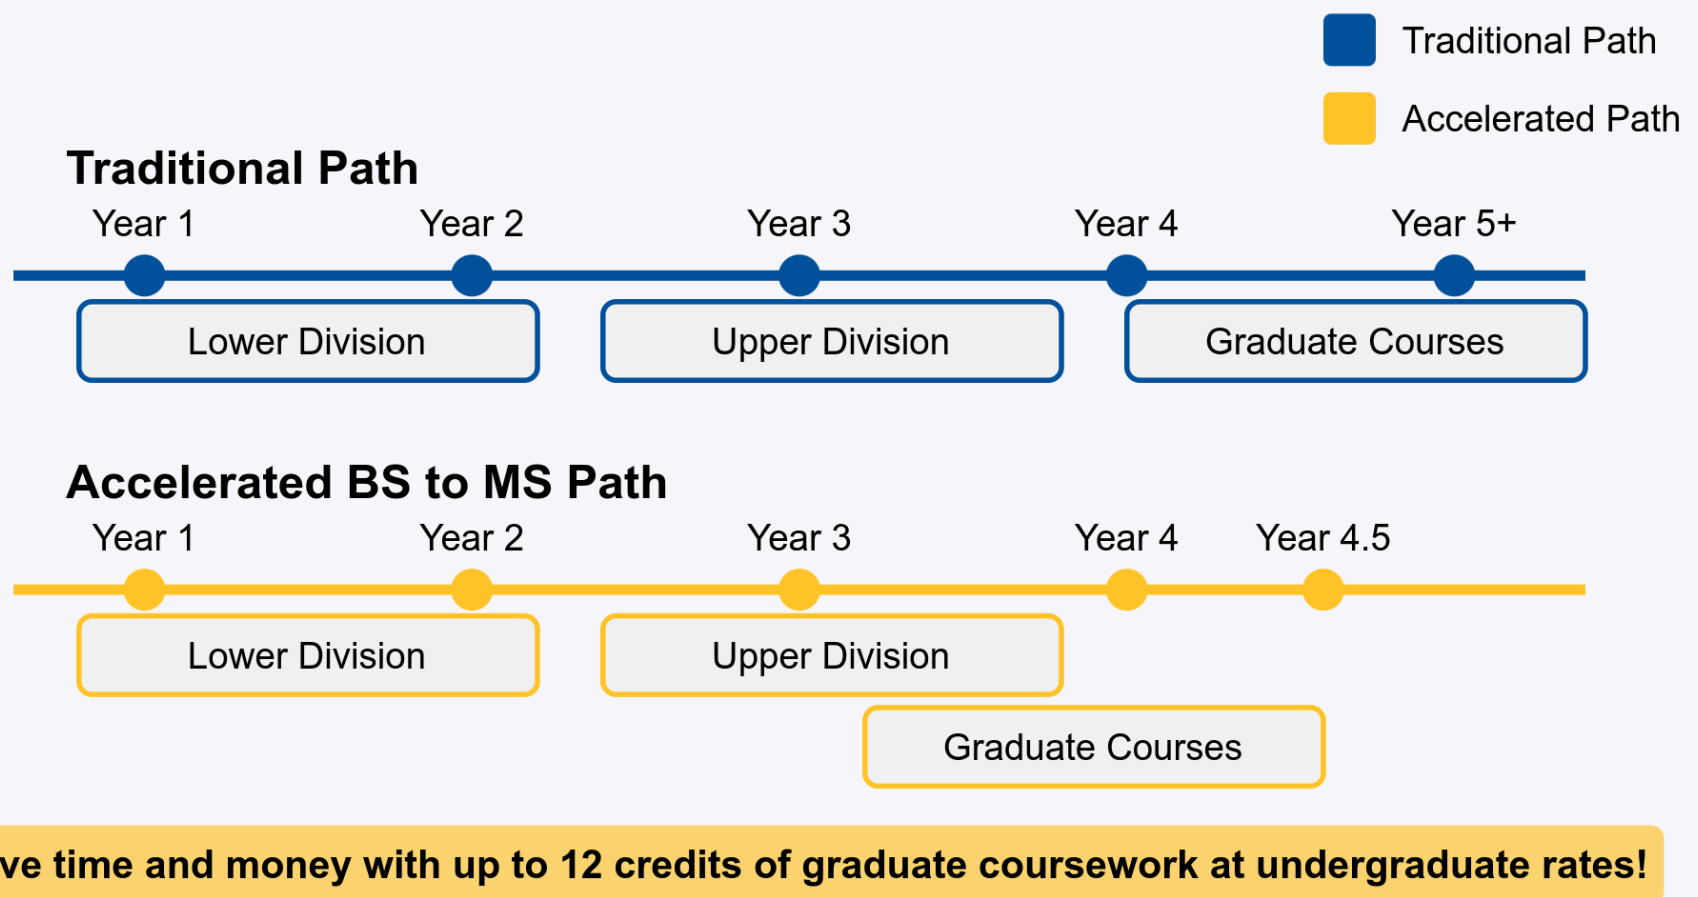 Traditional Path
Accelerated Path
Traditional Path
Year 1 Year 2 Year 3 Year 4 Year 5+
Lower Division Upper Division Graduate Courses
Accelerated BS to MS Path
Year 1 Year 2 Year 3 Year 4 Year 4.5
Lower Division Upper Division
Graduate Courses
ve time and money with up to 12 credits of graduate coursework at undergraduate rates!